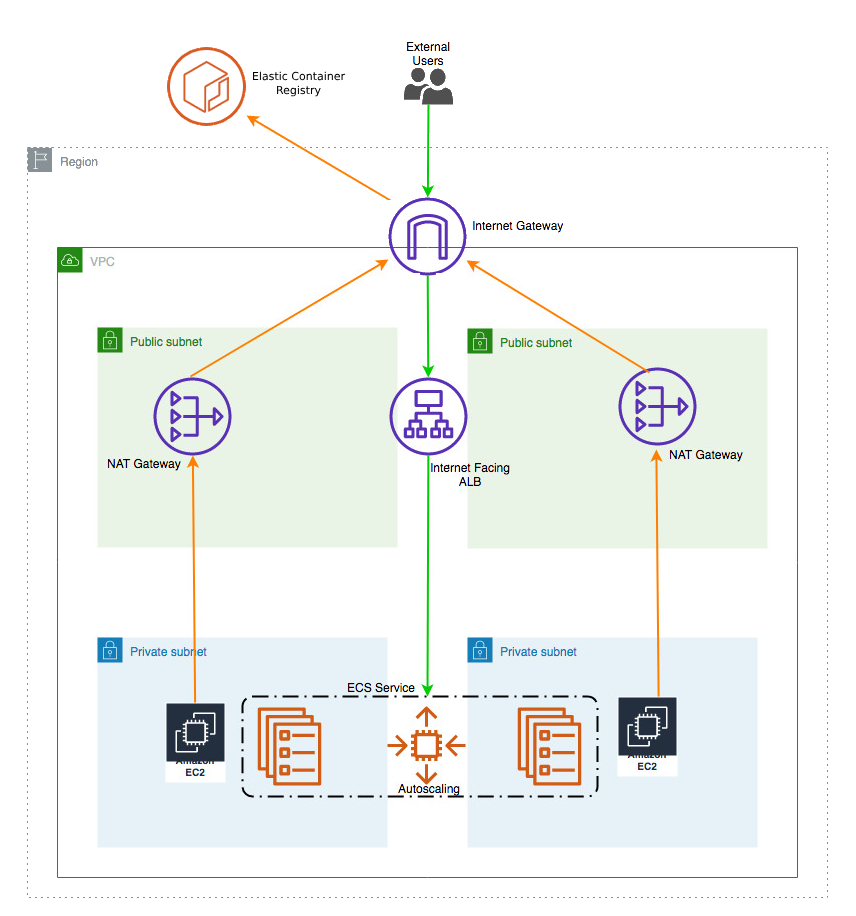 External
Users
Elastic Container
Registry
Region
Internet Gateway
VPC
Public subnet
Public subnet
NAT Gateway
NAT Gateway
Internet Facing
ALB
Private subnet
Private subnet
ECS Service
Amazon
EC2
Amazon
EC2
Autoscaling